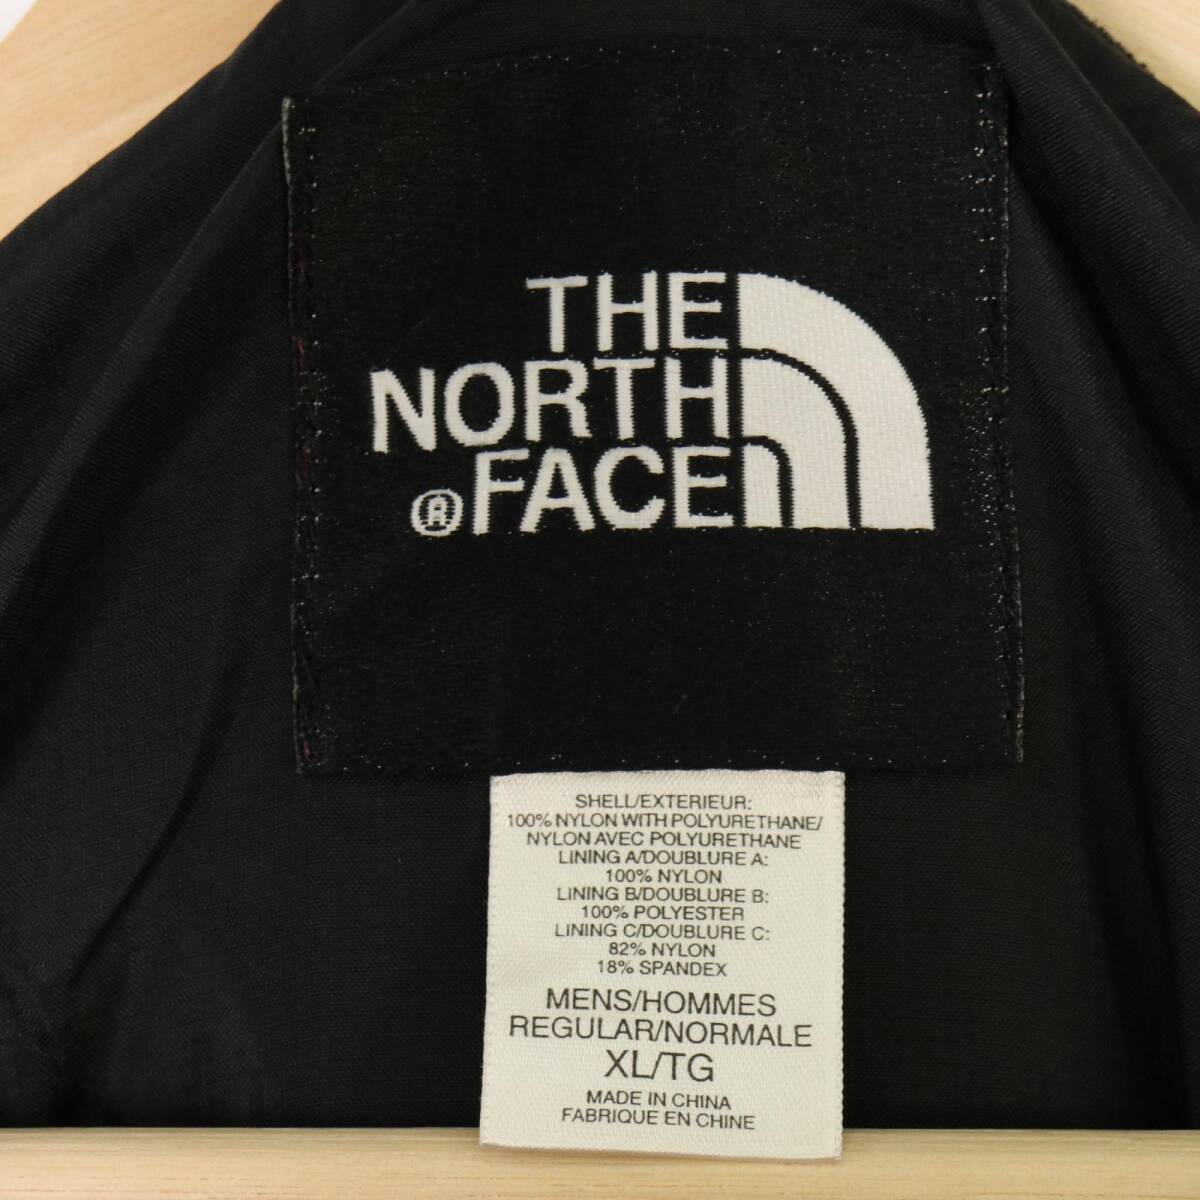 THE
NORTH
® FACE
SHELL/EXTERIEUR:
100% NYLON WITH POLYURETHANE/
NYLON AVEC POLYURETHANE
LINING A/DOUBLURE A:
100% NYLON
LINING B/DOUBLURE B:
100% POLYESTER
LINING C/DOUBLURE C:
82% NYLON
18% SPANDEX
MENS/HOMMES
REGULAR/NORMALE
XL/TG
MADE IN CHINA
FABRIQUE EN CHINE